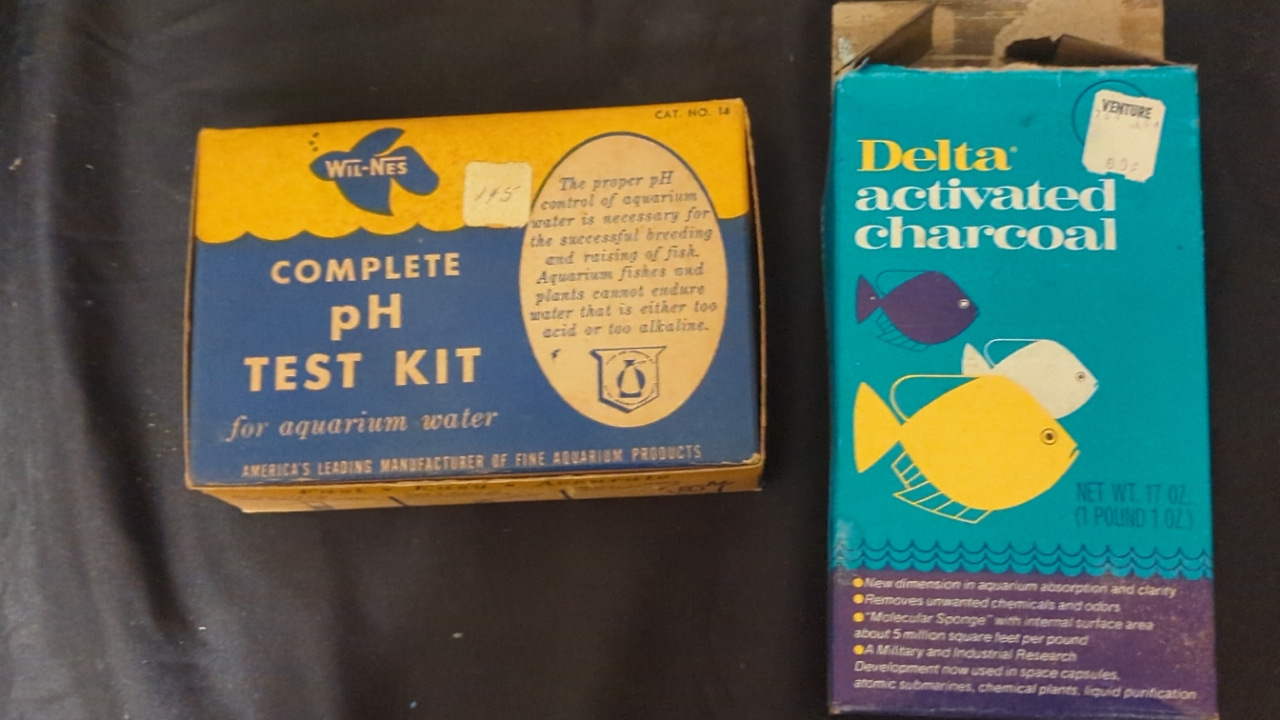 CAT. NO. 14
WIL-NES
145
COMPLETE
pH
TEST KIT
for aquarium water
AMERICA'S LEADING MANUFACTURER OF FINE AQUARIUM PRODUCTS
The proper pH
control of aquarium
water is necessary for
the successful breeding
and raising of fish.
Aquarium fishes and
plants cannot endure
water that is either too
acid or too alkaline.
Fast • Easy • Accurate
VENTURE
Delta®
activated
charcoal
NET WT. 17 OZ.
(1 POUND 1 OZ.)
New dimension in aquarium absorption and clarity
Removes unwanted chemicals and odors
"Molecular Sponge" with internal surface area
about 5 million square feet per pound
A Military and Industrial Research
Development now used in space capsules,
atomic submarines, chemical plants, liquid purification